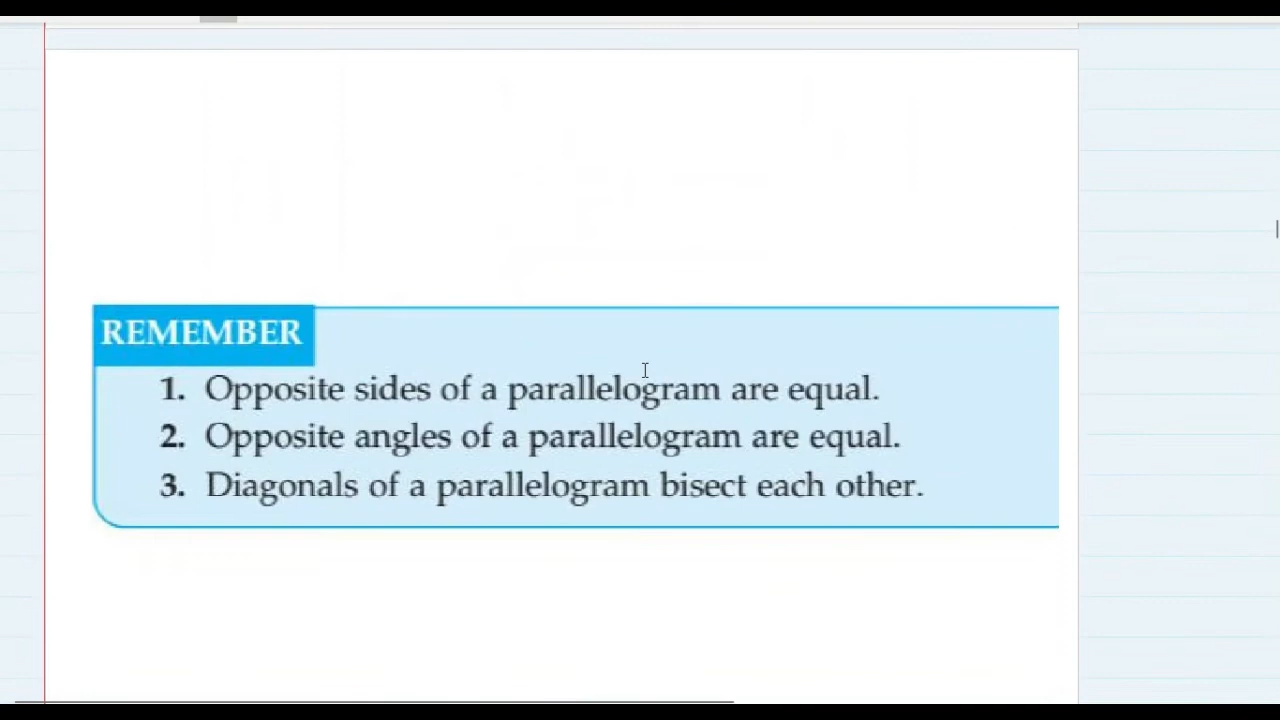 REMEMBER
1. Opposite sides of a parallelogram are equal.
2. Opposite angles of a parallelogram are equal.
3. Diagonals of a parallelogram bisect each other.